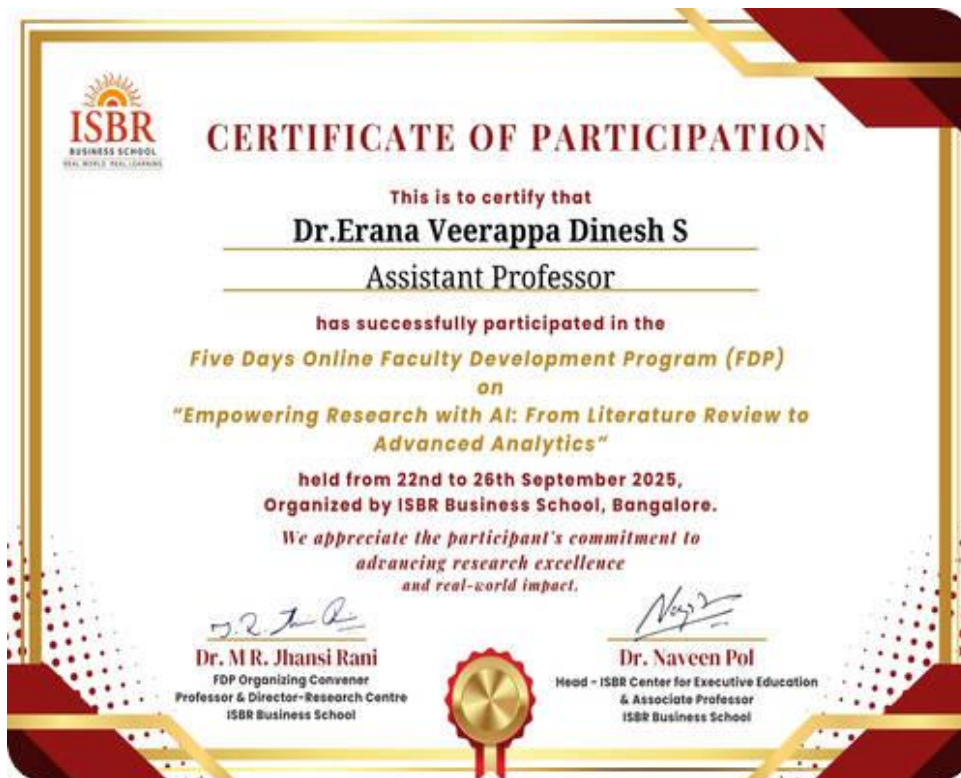 ISBR
BUSINESS SCHOOL
REAL WORLD. REAL LEARNING
CERTIFICATE OF PARTICIPATION
This is to certify that
Dr.Erana Veerappa Dinesh S
Assistant Professor
has successfully participated in the
Five Days Online Faculty Development Program (FDP)
on
“Empowering Research with AI: From Literature Review to
Advanced Analytics”
held from 22nd to 26th September 2025,
Organized by ISBR Business School, Bangalore.
We appreciate the participant's commitment to
advancing research excellence
and real-world impact.
Dr. M R. Jhansi Rani
FDP Organizing Convener
Professor & Director-Research Centre
ISBR Business School
Dr. Naveen Pol
Head - ISBR Center for Executive Education
& Associate Professor
ISBR Business School